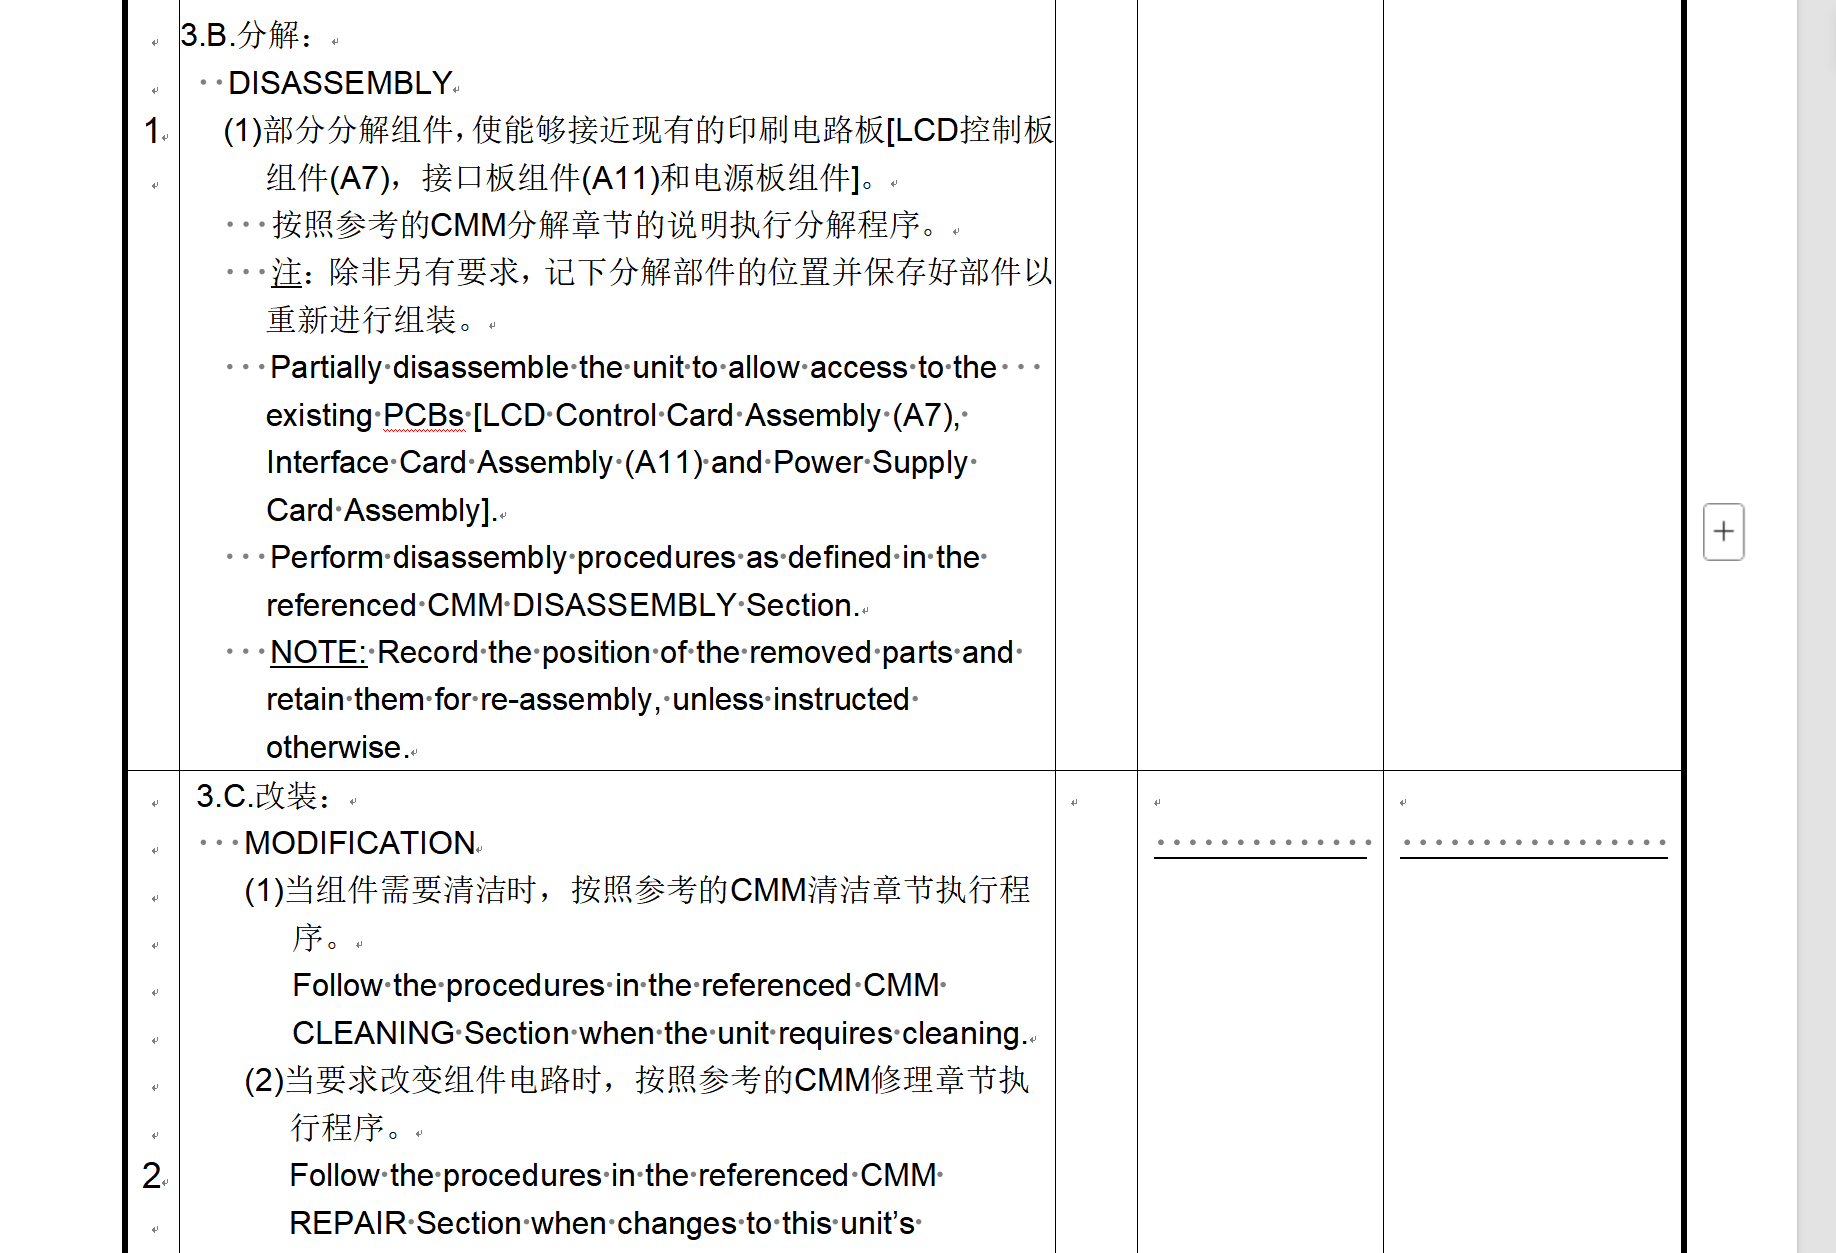 3.B.分解：
DISASSEMBLY
1
(1)部分分解组件，使能够接近现有的印刷电路板[LCD控制板
组件(A7)，接口板组件(A11)和电源板组件]。
按照参考的CMM分解章节的说明执行分解程序。
注：除非另有要求，记下分解部件的位置并保存好部件以
重新进行组装。
Partially disassemble the unit to allow access to the
existing PCBs [LCD Control Card Assembly (A7),
Interface Card Assembly (A11) and Power Supply
Card Assembly].
Perform disassembly procedures as defined in the
referenced CMM DISASSEMBLY Section.
NOTE: Record the position of the removed parts and
retain them for re-assembly, unless instructed
otherwise.
3.C.改装：
MODIFICATION
(1)当组件需要清洁时，按照参考的CMM清洁章节执行程
序。
Follow the procedures in the referenced CMM
CLEANING Section when the unit requires cleaning.
(2)当要求改变组件电路时，按照参考的CMM修理章节执
行程序。
2
Follow the procedures in the referenced CMM
REPAIR Section when changes to this unit’s